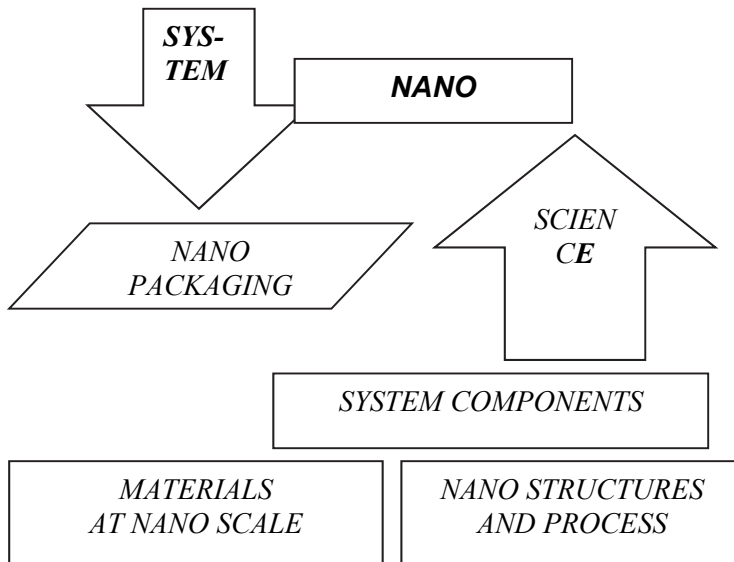 SYS-
TEM
NANO
NANO
PACKAGING
SCIEN
CE
SYSTEM COMPONENTS
MATERIALS
AT NANO SCALE
NANO STRUCTURES
AND PROCESS